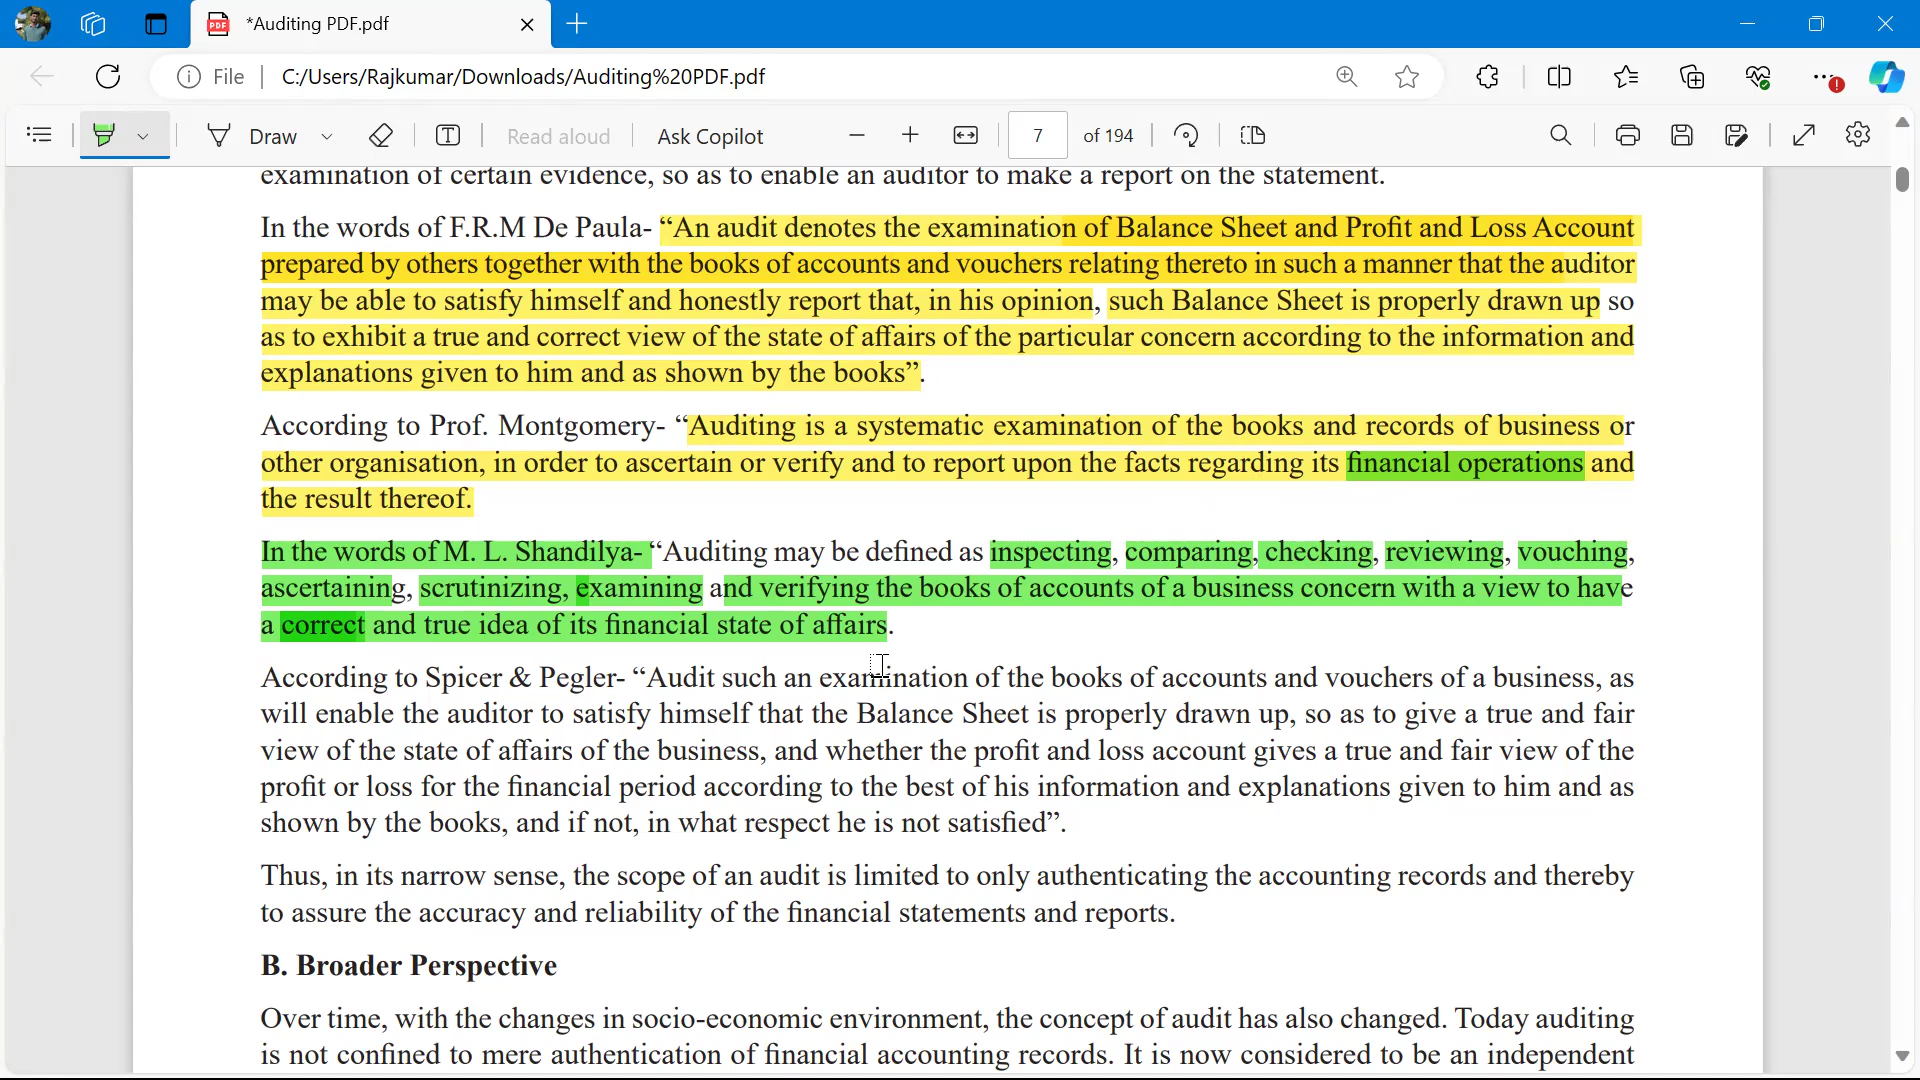 *Auditing PDF.pdf
File C:/Users/Rajkumar/Downloads/Auditing%20PDF.pdf
Draw Read aloud Ask Copilot 7 of 194
examination of certain evidence, so as to enable an auditor to make a report on the statement.
In the words of F.R.M De Paula- “An audit denotes the examination of Balance Sheet and Profit and Loss Account
prepared by others together with the books of accounts and vouchers relating thereto in such a manner that the auditor
may be able to satisfy himself and honestly report that, in his opinion, such Balance Sheet is properly drawn up so
as to exhibit a true and correct view of the state of affairs of the particular concern according to the information and
explanations given to him and as shown by the books”.
According to Prof. Montgomery- “Auditing is a systematic examination of the books and records of business or
other organisation, in order to ascertain or verify and to report upon the facts regarding its financial operations and
the result thereof.
In the words of M. L. Shandilya- “Auditing may be defined as inspecting, comparing, checking, reviewing, vouching,
ascertaining, scrutinizing, examining and verifying the books of accounts of a business concern with a view to have
a correct and true idea of its financial state of affairs.
According to Spicer & Pegler- “Audit such an examination of the books of accounts and vouchers of a business, as
will enable the auditor to satisfy himself that the Balance Sheet is properly drawn up, so as to give a true and fair
view of the state of affairs of the business, and whether the profit and loss account gives a true and fair view of the
profit or loss for the financial period according to the best of his information and explanations given to him and as
shown by the books, and if not, in what respect he is not satisfied”.
Thus, in its narrow sense, the scope of an audit is limited to only authenticating the accounting records and thereby
to assure the accuracy and reliability of the financial statements and reports.
B. Broader Perspective
Over time, with the changes in socio-economic environment, the concept of audit has also changed. Today auditing
is not confined to mere authentication of financial accounting records. It is now considered to be an independent